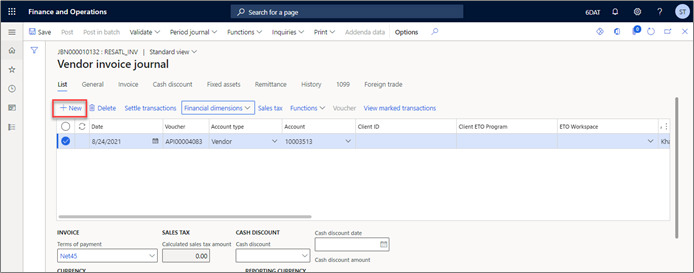 Finance and Operations
Search for a page
6DAT
ST
Save Post Post in batch Validate Period journal Functions Inquiries Print Addenda data Options
0
JBN000010132 : RESATL_INV | Standard view
Vendor invoice journal
List General Invoice Cash discount Fixed assets Remittance History 1099 Foreign trade
New Delete Settle transactions Financial dimensions Sales tax Functions Voucher View marked transactions
Date Voucher Account type Account Client ID Client ETO Program ETO Workspace
8/24/2021 API00004083 Vendor 10003513
INVOICE SALES TAX CASH DISCOUNT Cash discount date
Terms of payment Calculated sales tax amount Cash discount
Net45 0.00 Cash discount amount
CURRENCY REPORTING CURRENCY